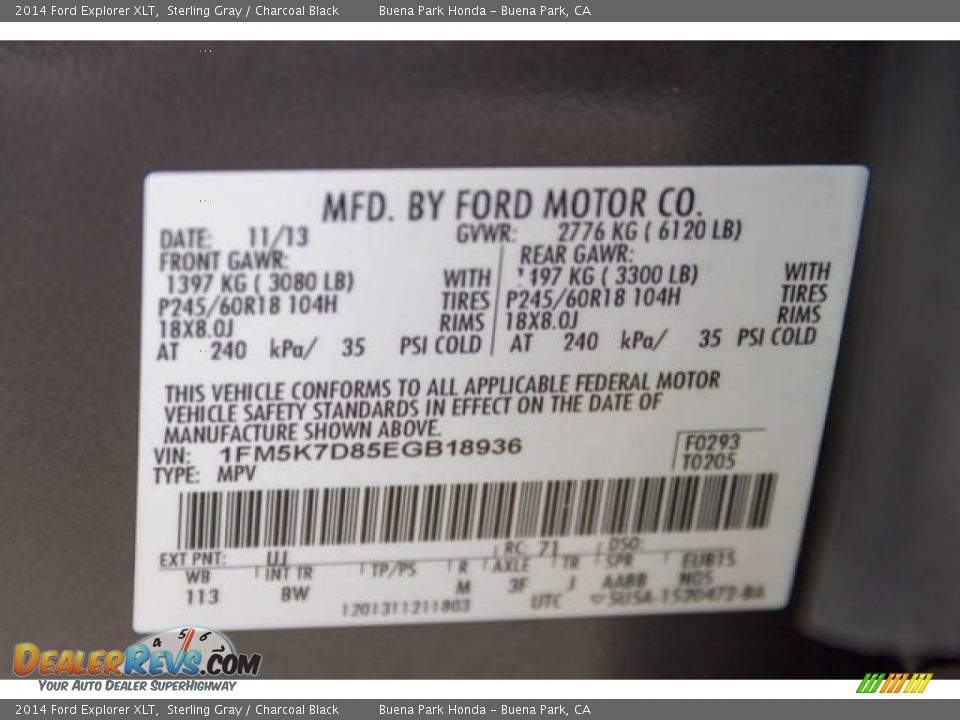 2014 Ford Explorer XLT,  Sterling Gray / Charcoal Black  Buena Park Honda - Buena Park, CA
MFD. BY FORD MOTOR CO.
DATE: 11/13 GVWR: 2776 KG ( 6120 LB)
FRONT GAWR: REAR GAWR:
1397 KG ( 3080 LB) WITH 1497 KG ( 3300 LB) WITH
P245/60R18 104H TIRES P245/60R18 104H TIRES
18X8.0J RIMS 18X8.0J RIMS
AT 240 kPa/ 35 PSI COLD AT 240 kPa/ 35 PSI COLD
THIS VEHICLE CONFORMS TO ALL APPLICABLE FEDERAL MOTOR
VEHICLE SAFETY STANDARDS IN EFFECT ON THE DATE OF
MANUFACTURE SHOWN ABOVE.
VIN: 1FM5K7D85EGB18936 F0293
TYPE: MPV T0205
EXT PNT: UJ RC: 71 DSO:
WB INT TR TP/PS R AXLE TR SPR EUB15
113 BW M 3F J AABB NOS
1201311211803 UTC 5U5A-1520472-BA
DEALERREVS.COM
YOUR AUTO DEALER SUPERHIGHWAY
2014 Ford Explorer XLT,  Sterling Gray / Charcoal Black  Buena Park Honda - Buena Park, CA